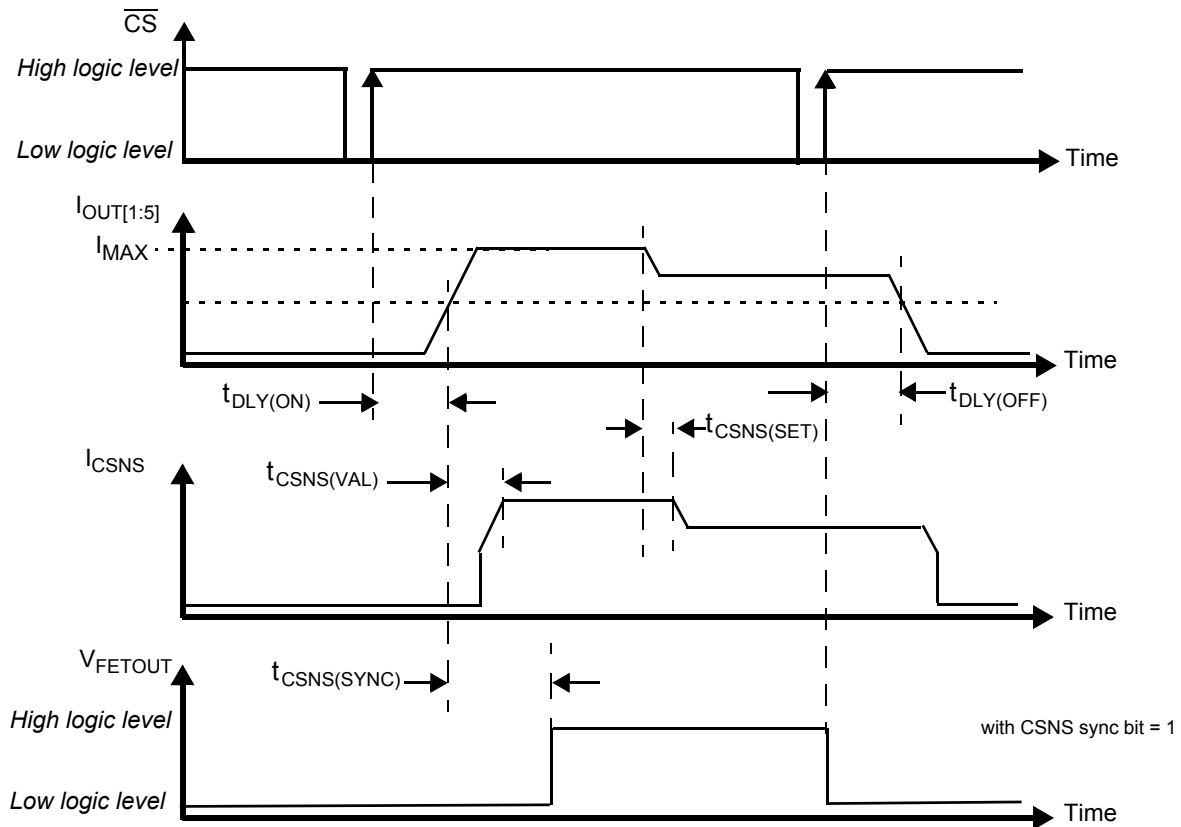 CS
High logic level
Low logic level
Time
IOUT[1:5]
IMAX
Time
tDLY(ON)
tDLY(OFF)
tCSNS(SET)
ICSNS
tCSNS(VAL)
Time
VFETOUT
tCSNS(SYNC)
High logic level
with CSNS sync bit = 1
Low logic level
Time